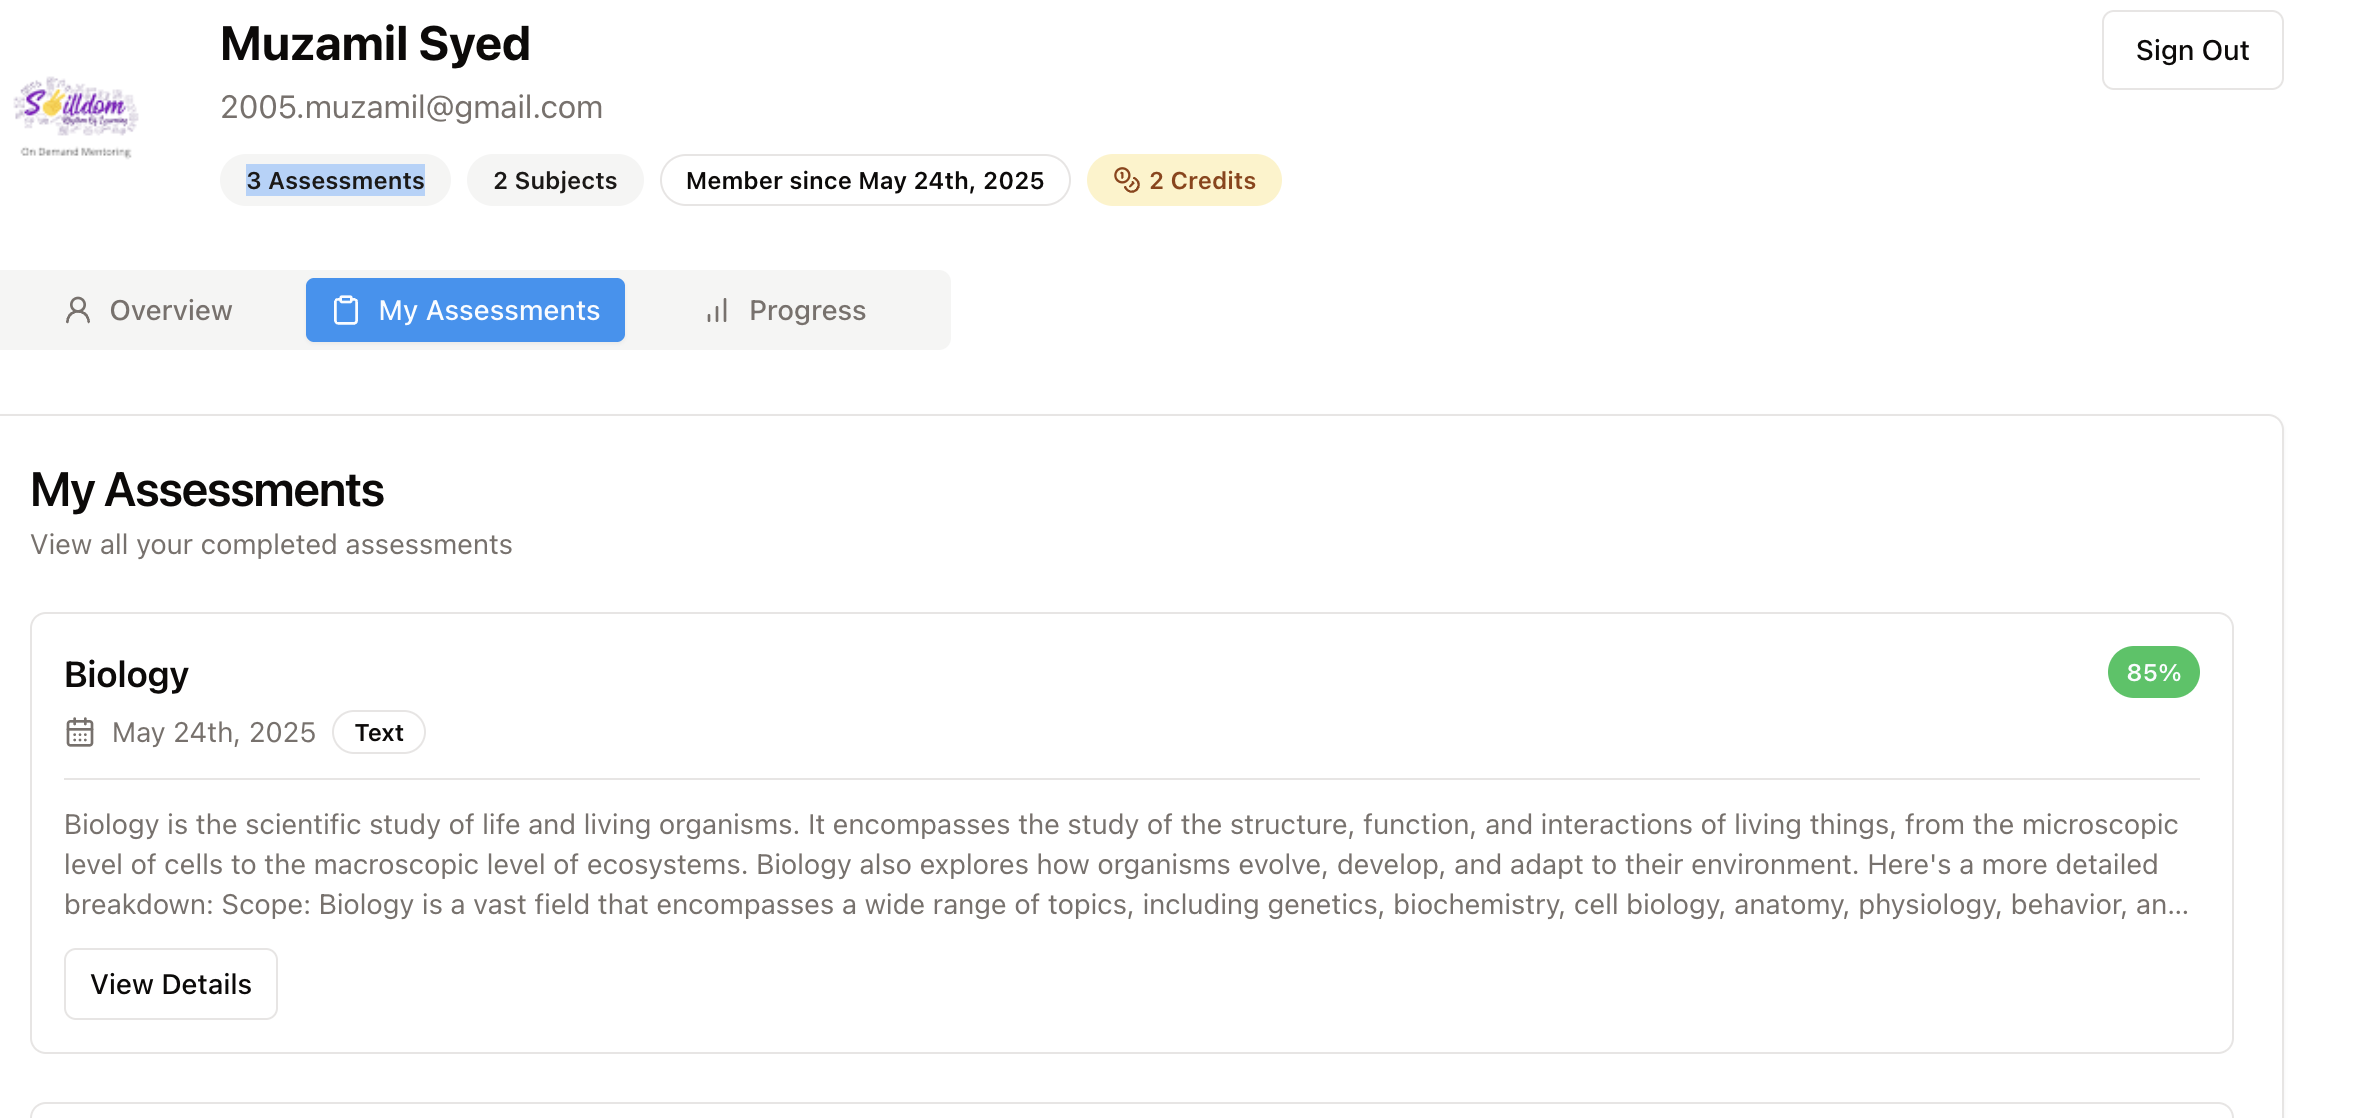 Muzamil Syed
Sign Out
2005.muzamil@gmail.com
Skilldom
Rhythm Of Learning
On Demand Mentoring
3 Assessments
2 Subjects
Member since May 24th, 2025
2 Credits
Overview
My Assessments
Progress
My Assessments
View all your completed assessments
Biology
85%
May 24th, 2025
Text
Biology is the scientific study of life and living organisms. It encompasses the study of the structure, function, and interactions of living things, from the microscopic
level of cells to the macroscopic level of ecosystems. Biology also explores how organisms evolve, develop, and adapt to their environment. Here's a more detailed
breakdown: Scope: Biology is a vast field that encompasses a wide range of topics, including genetics, biochemistry, cell biology, anatomy, physiology, behavior, an...
View Details